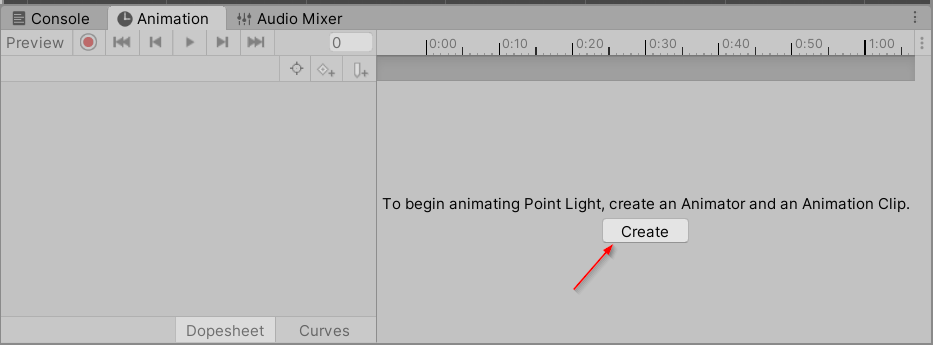 Console Animation Audio Mixer
Preview 0 0:00 0:10 0:20 0:30 0:40 0:50 1:00
To begin animating Point Light, create an Animator and an Animation Clip.
Create
Dopesheet Curves